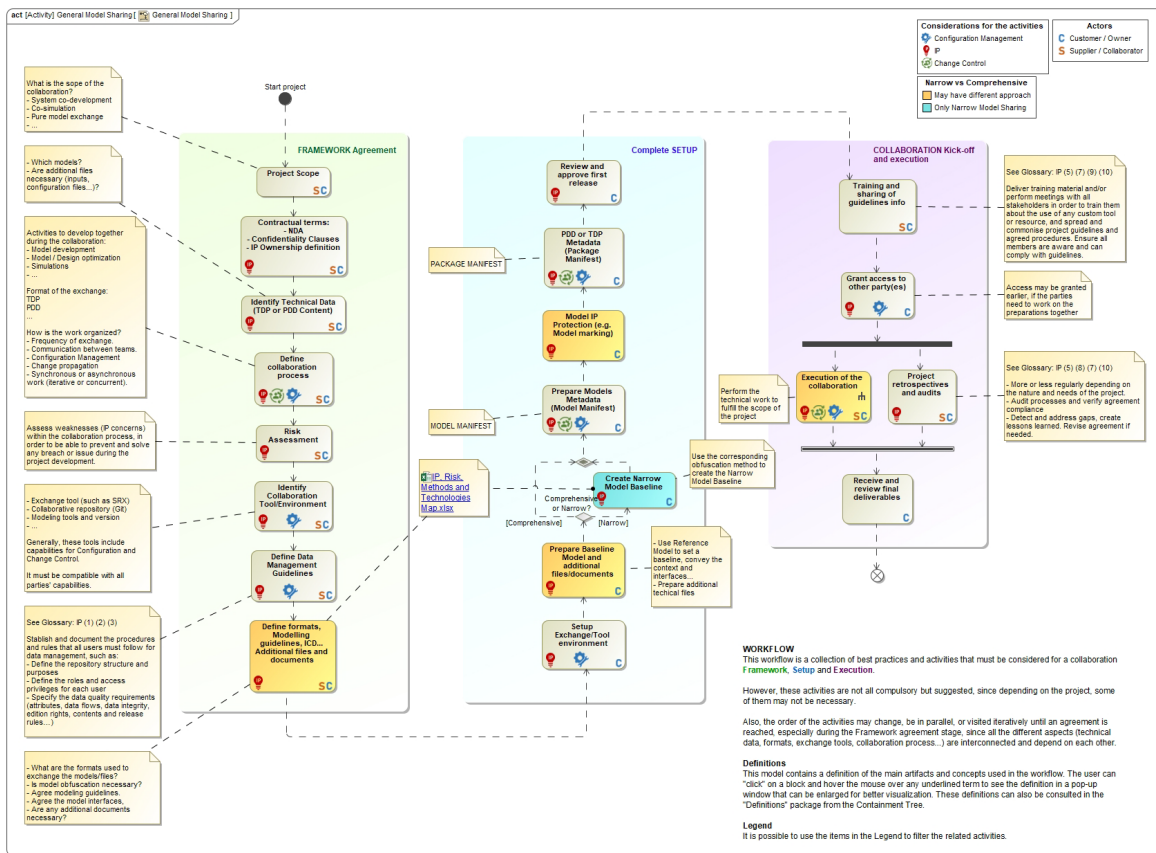 act [Activity] General Model Sharing [ General Model Sharing ]
Considerations for the activities
Configuration Management
IP
Change Control
Actors
C Customer / Owner
S Supplier / Collaborator
Narrow vs Comprehensive
May have different approach
Only Narrow Model Sharing
What is the scope of the
collaboration?
- System co-development
- Co-simulation
- Pure model exchange
- ...
- Which models?
- Are additional files
necessary (inputs,
configuration files...)?
Activities to develop together
during the collaboration:
- Model development
- Model / Design optimization
- Simulations
- ...
Format of the exchange:
TDP
PDD
...
How is the work organized?
- Frequency of exchange.
- Communication between teams.
- Configuration Management
- Change propagation
- Synchronous or asynchronous
work (iterative or concurrent).
Assess weaknesses (IP concerns)
within the collaboration process, in
order to be able to prevent and solve
any breach or issue during the
project development.
- Exchange tool (such as SRX)
- Collaborative repository (Git)
- Modeling tools and version
- ...
Generally, these tools include
capabilities for Configuration and
Change Control.
It must be compatible with all
parties' capabilities.
See Glossary: IP (1) (2) (3)
Stablish and document the procedures
and rules that all users must follow for
data management, such as:
- Define the repository structure and
purposes
- Define the roles and access
privileges for each user
- Specify the data quality requirements
(attributes, data flows, data integrity,
edition rights, contents and release
rules...)
- What are the formats used to
exchange the models/files?
- Is model obfuscation necessary?
- Agree modeling guidelines.
- Agree the model interfaces,
- Are any additional documents
necessary?
Start project
FRAMEWORK Agreement
Project Scope
S C
Contractual terms:
- NDA
- Confidentiality Clauses
- IP Ownership definition
IP S C
Identify Technical Data
(TDP or PDD Content)
IP S C
Define
collaboration
process
IP S C
Risk
Assessment
IP S C
Identify
Collaboration
Tool/Environment
IP S C
Define Data
Management
Guidelines
IP S C
Define formats,
Modelling
guidelines, ICD...
Additional files and
documents
IP S C
Complete SETUP
Review and
approve first
release
IP C
PDD or TDP
Metadata
(Package
Manifest)
IP C
PACKAGE MANIFEST
Model IP
Protection (e.g.
Model marking)
IP C
Prepare Models
Metadata
(Model Manifest)
IP C
MODEL MANIFEST
IP, Risk,
Methods and
Technologies
Map.xlsx
Create Narrow
Model Baseline
IP C
Comprehensive
or Narrow?
[Comprehensive]
[Narrow]
Use the corresponding
obfuscation method to
create the Narrow
Model Baseline
Prepare Baseline
Model and
additional
files/documents
IP C
- Use Reference
Model to set a
baseline, convey the
context and
interfaces...
- Prepare additional
techical files
Setup
Exchange/Tool
environment
IP C
COLLABORATION Kick-off
and execution
Training and
sharing of
guidelines info
IP S C
Grant access to
other party(es)
IP C
Execution of the
collaboration
IP S C
Project
retrospectives
and audits
IP S C
Perform the
technical work to
fulfill the scope of
the project
Receive and
review final
deliverables
C
See Glossary: IP (5) (7) (9) (10)
Deliver training material and/or
perform meetings with all
stakeholders in order to train them
about the use of any custom tool
or resource, and spread and
commonise project guidelines and
agreed procedures. Ensure all
members are aware and can
comply with guidelines.
Access may be granted
earlier, if the parties
need to work on the
preparations together
See Glossary: IP (5) (8) (7) (10)
- More or less regularly depending on
the nature and needs of the project.
- Audit processes and verify agreement
compliance
- Detect and address gaps, create
lessons learned. Revise agreement if
needed.
WORKFLOW
This workflow is a collection of best practices and activities that must be considered for a collaboration
Framework, Setup and Execution.
However, these activities are not all compulsory but suggested, since depending on the project, some
of them may not be necessary.
Also, the order of the activities may change, be in parallel, or visited iteratively until an agreement is
reached, especially during the Framework agreement stage, since all the different aspects (technical
data, formats, exchange tools, collaboration process...) are interconnected and depend on each other.
Definitions
This model contains a definition of the main artifacts and concepts used in the workflow. The user can
"click" on a block and hover the mouse over any underlined term to see the definition in a pop-up
window that can be enlarged for better visualization. These definitions can also be consulted in the
"Definitions" package from the Containment Tree.
Legend
It is possible to use the items in the Legend to filter the related activities.